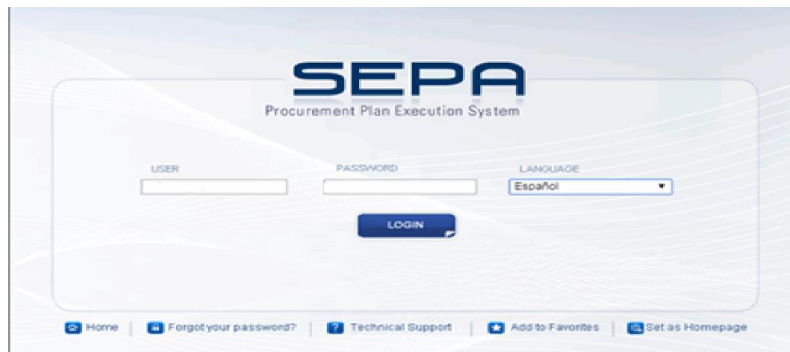 SEPA
Procurement Plan Execution System
USER PASSWORD LANGUAGE
Español
LOGIN
Home Forgot your password? Technical Support Add to Favorites Set as Homepage